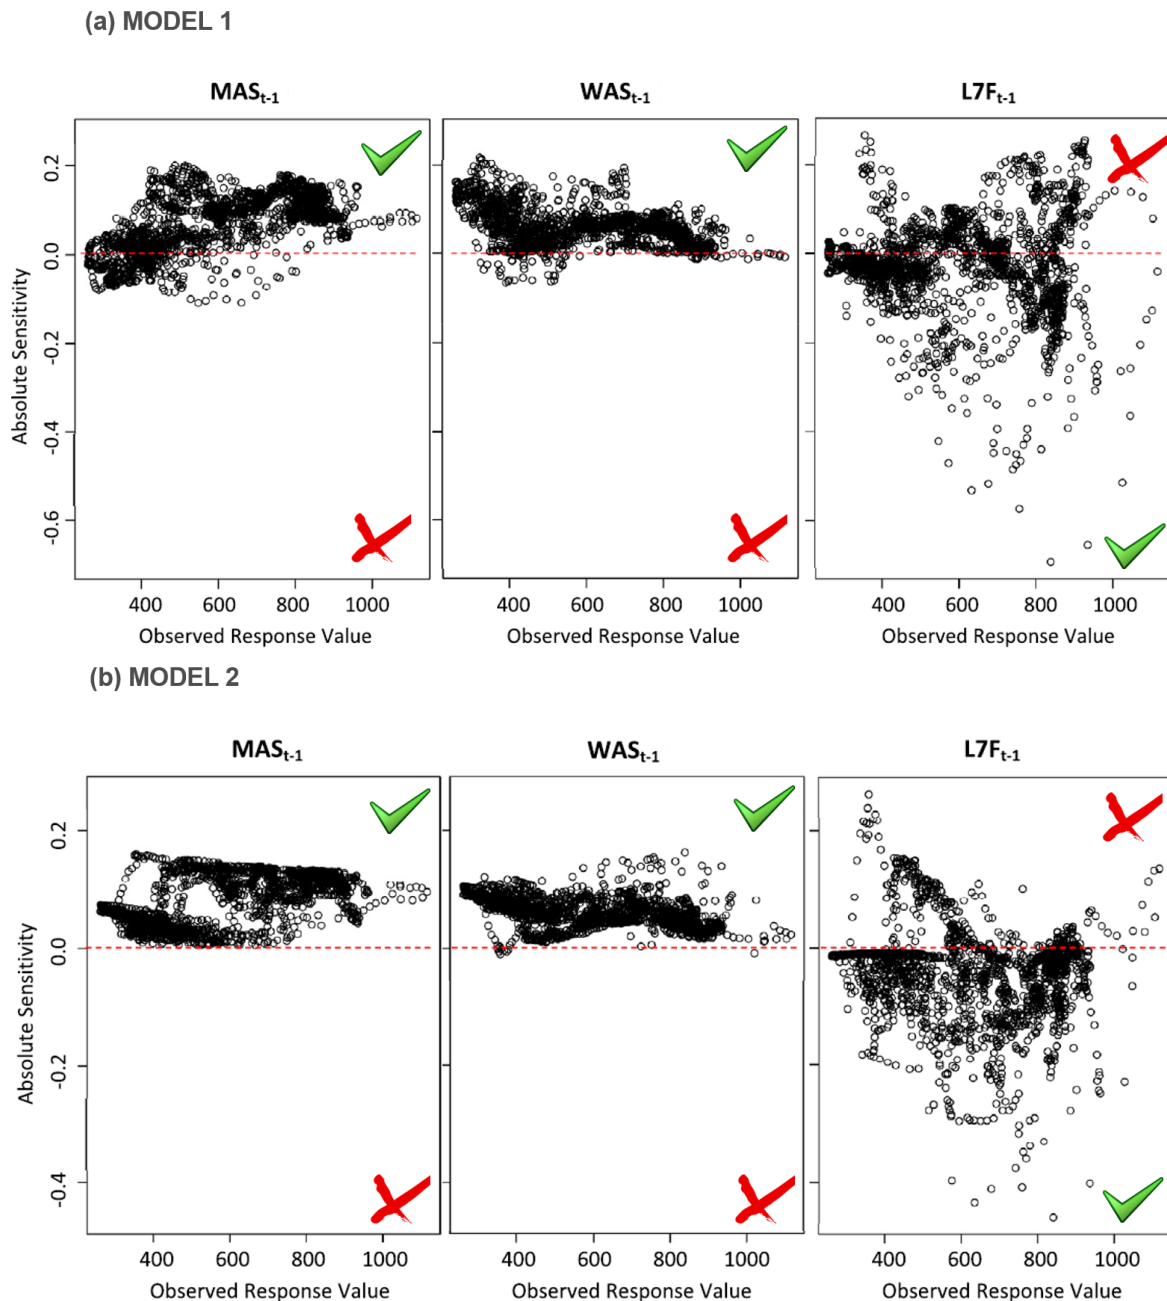 (a) MODEL 1
MASt-1 WASt-1 L7Ft-1
Absolute Sensitivity
0.2
0.0
-0.2
-0.4
-0.6
400 600 800 1000 400 600 800 1000 400 600 800 1000
Observed Response Value Observed Response Value Observed Response Value
(b) MODEL 2
MASt-1 WASt-1 L7Ft-1
Absolute Sensitivity
0.2
0.0
-0.2
-0.4
400 600 800 1000 400 600 800 1000 400 600 800 1000
Observed Response Value Observed Response Value Observed Response Value